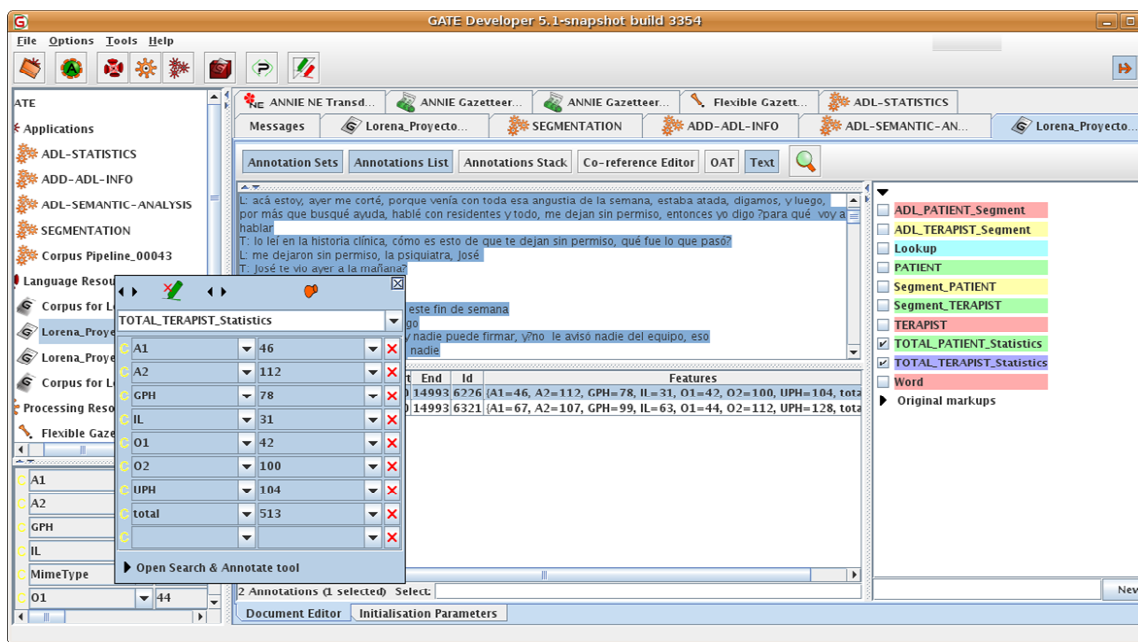 GATE Developer 5.1-snapshot build 3354
File Options Tools Help
ANNIE NE Transd... ANNIE Gazetteer... ANNIE Gazetteer... Flexible Gazett... ADL-STATISTICS
Messages Lorena_Proyecto... SEGMENTATION ADD-ADL-INFO ADL-SEMANTIC-AN... Lorena_Proyecto...
Annotation Sets Annotations List Annotations Stack Co-reference Editor OAT Text
ATE
Applications
ADL-STATISTICS
ADD-ADL-INFO
ADL-SEMANTIC-ANALYSIS
SEGMENTATION
Corpus Pipeline_00043
Language Resou
Corpus for L
Lorena_Proye
Lorena_Proye
Corpus for L
Processing Reso
Flexible Gaze
A1
A2
GPH
IL
MimeType
O1 44
L: acá estoy, ayer me corté, porque venía con toda esa angustia de la semana, estaba atada, digamos, y luego,
por más que busqué ayuda, hablé con residentes y todo, me dejan sin permiso, entonces yo digo ?para qué voy a
hablar
T: lo leí en la historia clínica, cómo es esto de que te dejan sin permiso, qué fue lo que pasó?
L: me dejaron sin permiso, la psiquiatra, José
T: José te vio ayer a la mañana?
este fin de semana
go
y nadie puede firmar, y?no le avisó nadie del equipo, eso
nadie
TOTAL_TERAPIST_Statistics
A1 46
A2 112
GPH 78
IL 31
O1 42
O2 100
UPH 104
total 513
Open Search & Annotate tool
t End Id Features
0 14993 6226 {A1=46, A2=112, GPH=78, IL=31, O1=42, O2=100, UPH=104, tota
0 14993 6321 {A1=67, A2=107, GPH=99, IL=63, O1=44, O2=112, UPH=128, tota
2 Annotations (1 selected) Select:
Document Editor Initialisation Parameters
ADL_PATIENT_Segment
ADL_TERAPIST_Segment
Lookup
PATIENT
Segment_PATIENT
Segment_TERAPIST
TERAPIST
TOTAL_PATIENT_Statistics
TOTAL_TERAPIST_Statistics
Word
Original markups
New